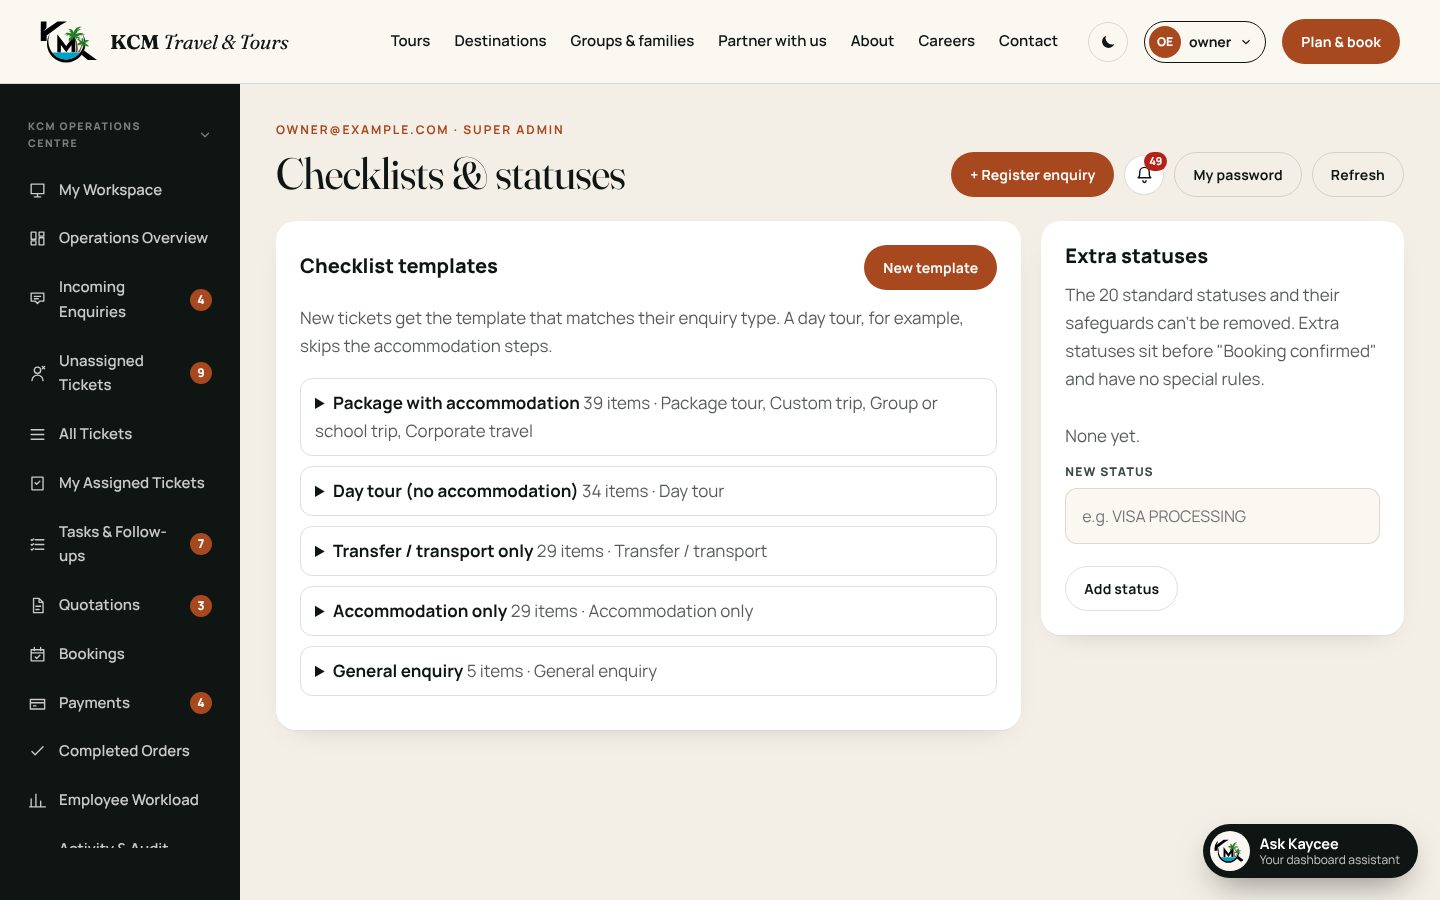 KCM Travel & Tours
Tours
Destinations
Groups & families
Partner with us
About
Careers
Contact
OE
owner
Plan & book
KCM OPERATIONS
CENTRE
My Workspace
Operations Overview
Incoming
Enquiries
4
Unassigned
Tickets
9
All Tickets
My Assigned Tickets
Tasks & Follow-
ups
7
Quotations
3
Bookings
Payments
4
Completed Orders
Employee Workload
Activity & Audit
OWNER@EXAMPLE.COM · SUPER ADMIN
Checklists & statuses
+ Register enquiry
49
My password
Refresh
Checklist templates
New template
New tickets get the template that matches their enquiry type. A day tour, for example,
skips the accommodation steps.
Package with accommodation 39 items · Package tour, Custom trip, Group or
school trip, Corporate travel
Day tour (no accommodation) 34 items · Day tour
Transfer / transport only 29 items · Transfer / transport
Accommodation only 29 items · Accommodation only
General enquiry 5 items · General enquiry
Extra statuses
The 20 standard statuses and their
safeguards can't be removed. Extra
statuses sit before "Booking confirmed"
and have no special rules.
None yet.
NEW STATUS
e.g. VISA PROCESSING
Add status
Ask Kaycee
Your dashboard assistant